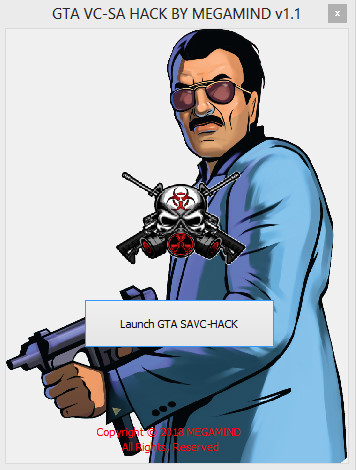 GTA VC-SA HACK BY MEGAMIND v1.1
x
Launch GTA SAVC-HACK
Copyright © 2018 MEGAMIND
All Rights Reserved